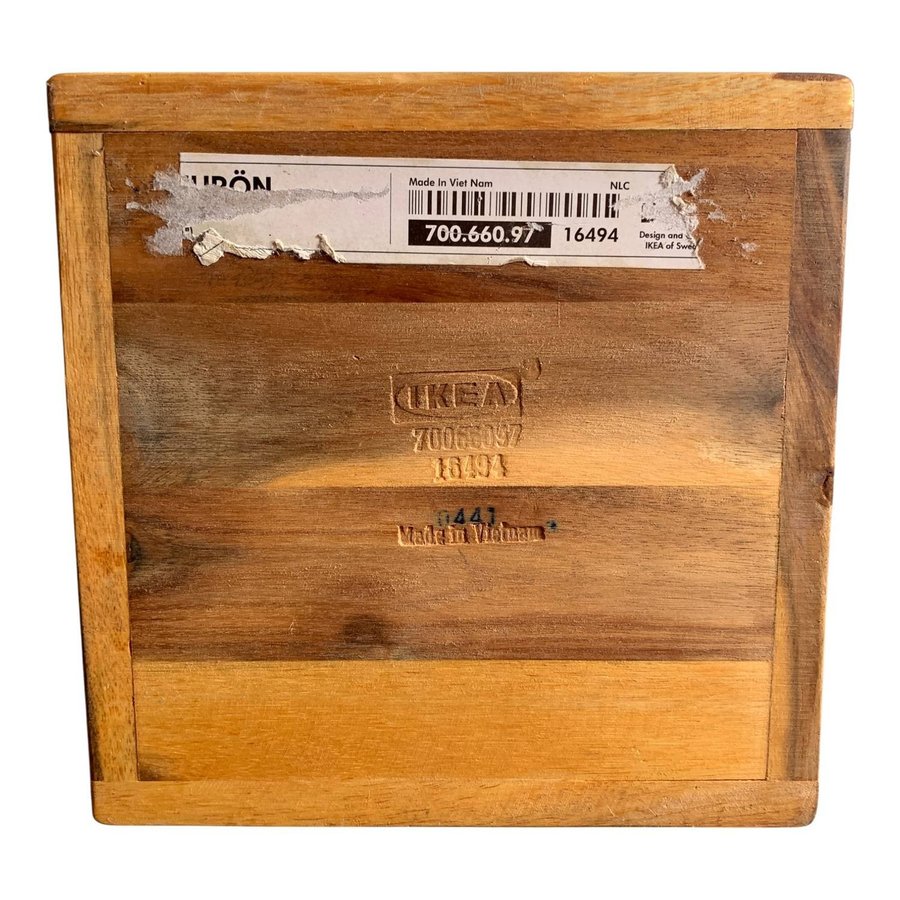 URÖN
Made In Viet Nam
NLC
700.660.97
16494
Design and
IKEA of Swe
IKEA
70066097
16494
0441
Made in Vietnam